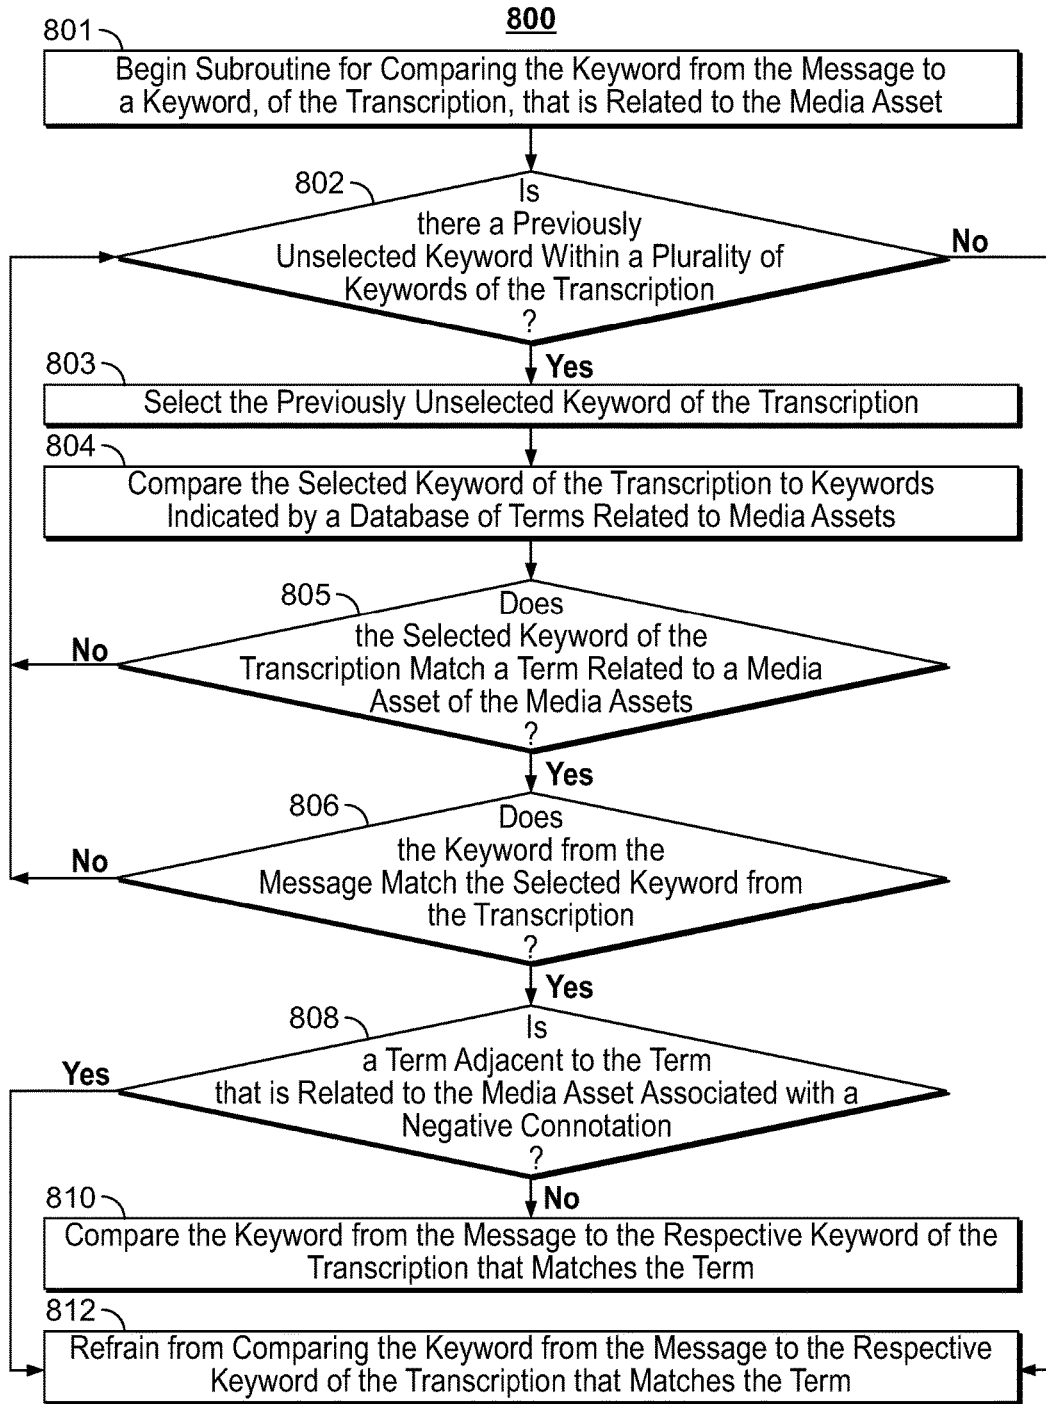 800
801
Begin Subroutine for Comparing the Keyword from the Message to
a Keyword, of the Transcription, that is Related to the Media Asset
802
Is
there a Previously
Unselected Keyword Within a Plurality of
Keywords of the Transcription
?
No
Yes
803
Select the Previously Unselected Keyword of the Transcription
804
Compare the Selected Keyword of the Transcription to Keywords
Indicated by a Database of Terms Related to Media Assets
805
Does
the Selected Keyword of the
Transcription Match a Term Related to a Media
Asset of the Media Assets
?
No
Yes
806
Does
the Keyword from the
Message Match the Selected Keyword from
the Transcription
?
No
Yes
808
Is
a Term Adjacent to the Term
that is Related to the Media Asset Associated with a
Negative Connotation
?
Yes
No
810
Compare the Keyword from the Message to the Respective Keyword of the
Transcription that Matches the Term
812
Refrain from Comparing the Keyword from the Message to the Respective
Keyword of the Transcription that Matches the Term